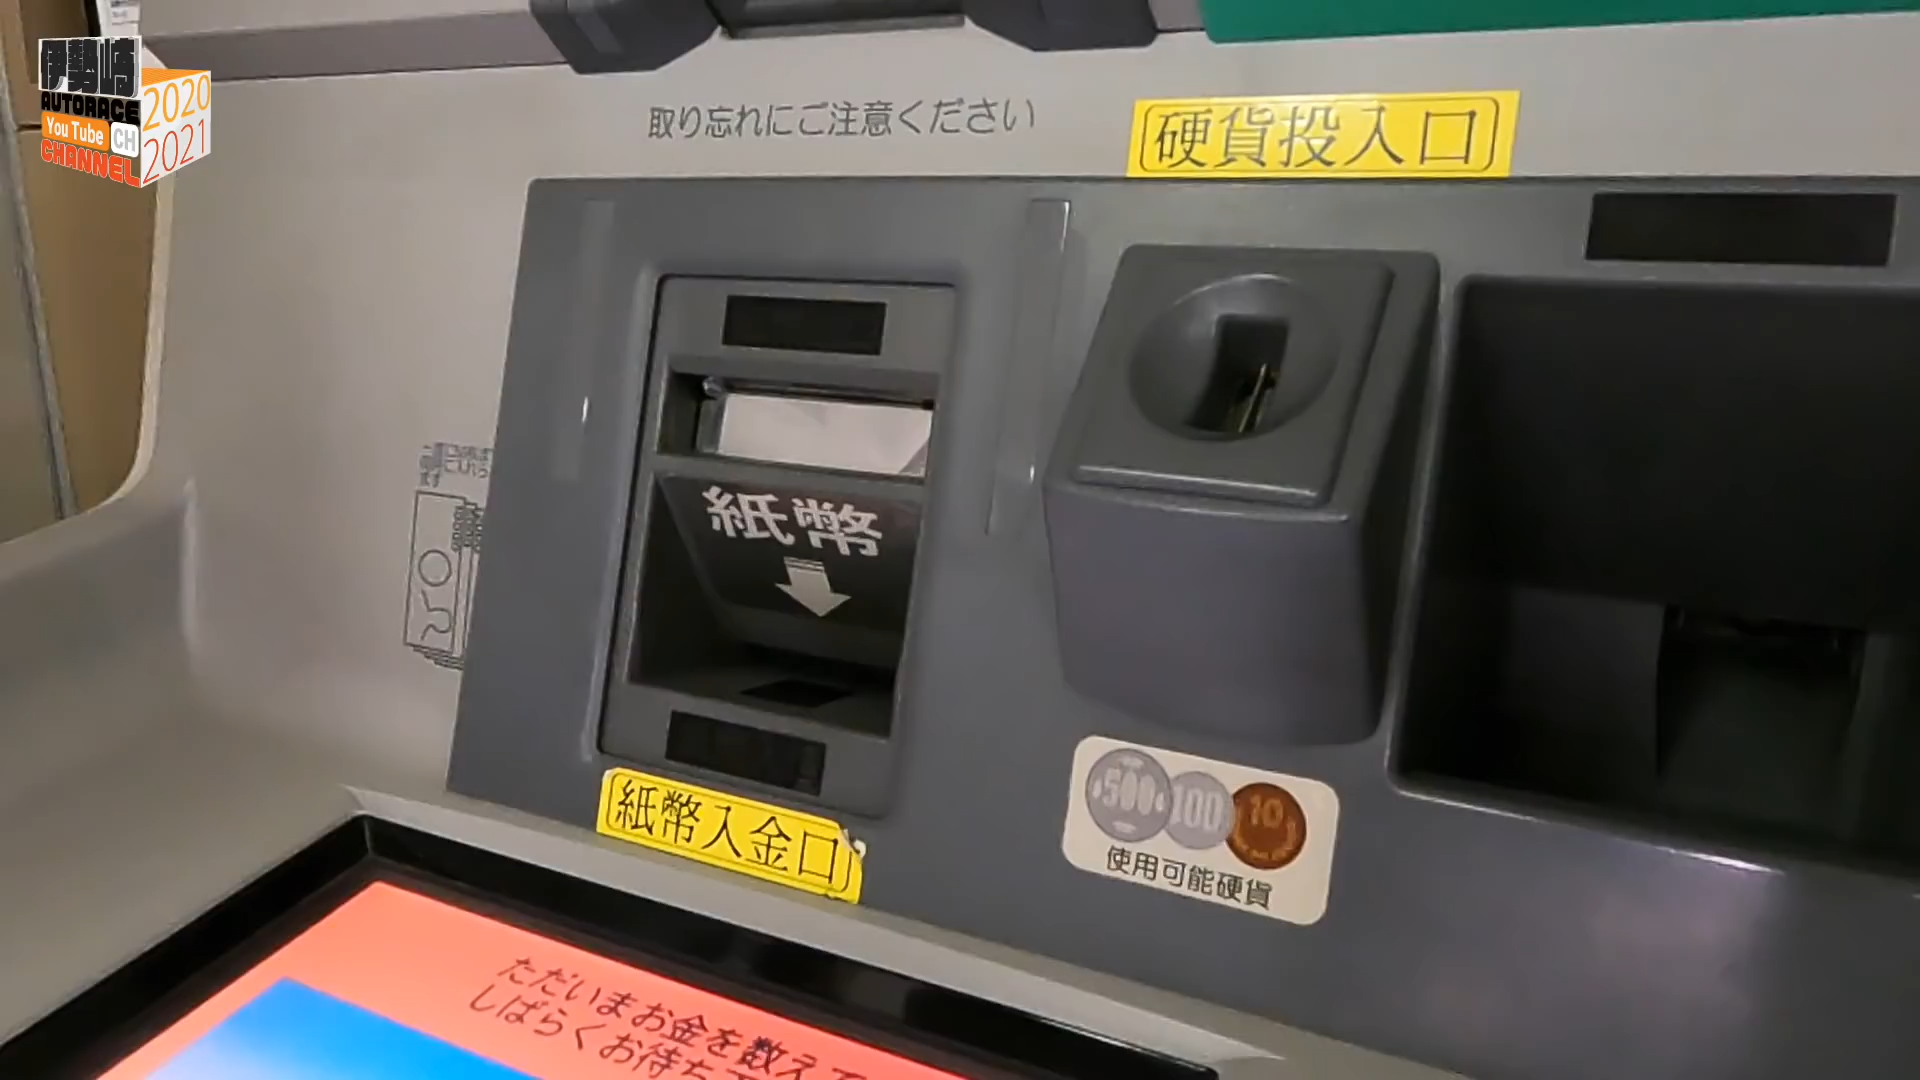 伊勢崎
AUTORACE
You Tube CH
CHANNEL
2020
2021
取り忘れにご注意ください
硬貨投入口
紙幣
紙幣入金口
500 100 10
使用可能硬貨
ただいまお金を数えて
しばらくお待ち